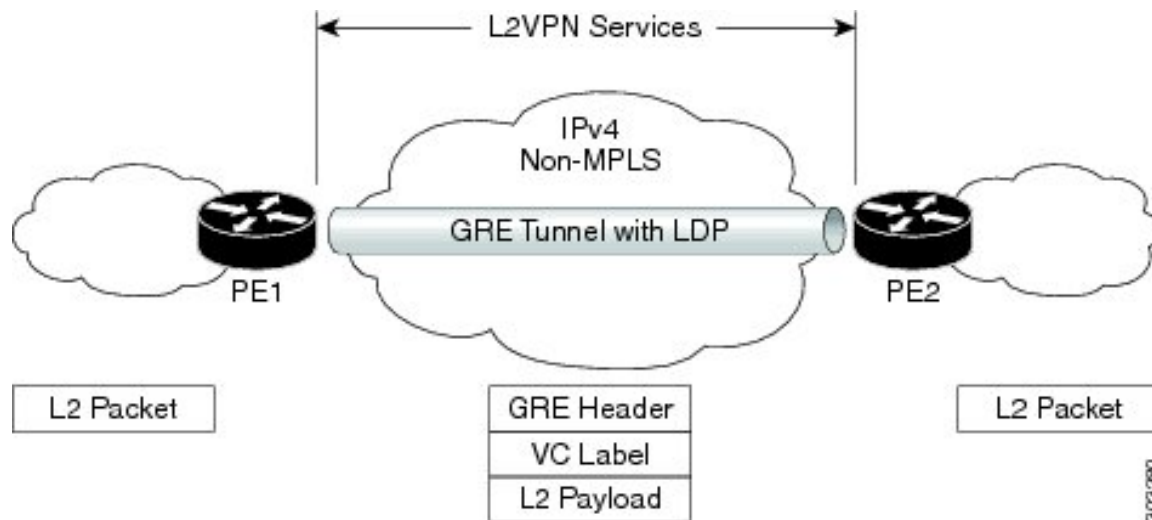 L2VPN Services
IPv4
Non-MPLS
GRE Tunnel with LDP
PE1
PE2
L2 Packet
GRE Header
L2 Packet
VC Label
L2 Payload